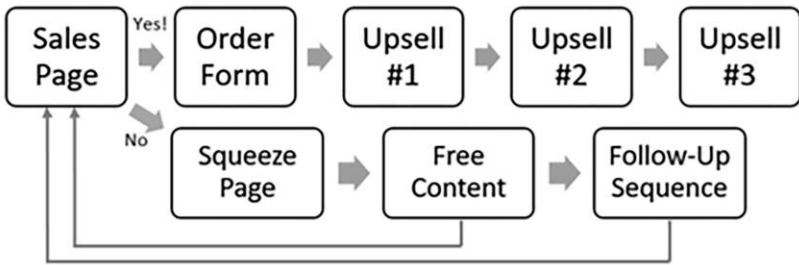 Sales
Page
Yes!
Order
Form
Upsell
#1
Upsell
#2
Upsell
#3
No
Squeeze
Page
Free
Content
Follow-Up
Sequence